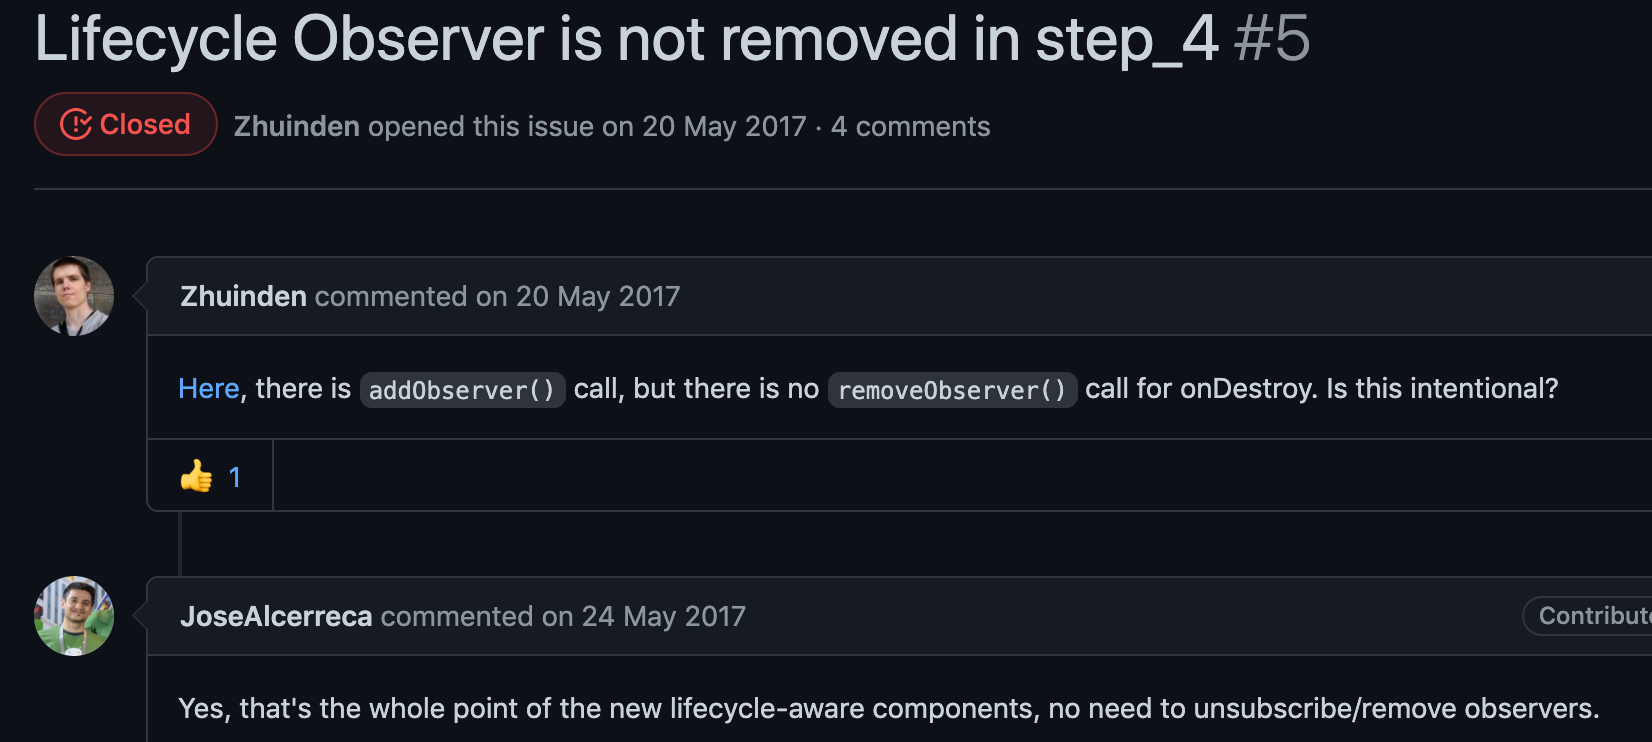 Lifecycle Observer is not removed in step_4 #5
Closed Zhuinden opened this issue on 20 May 2017 · 4 comments
Zhuinden commented on 20 May 2017
Here, there is addObserver() call, but there is no removeObserver() call for onDestroy. Is this intentional?
👍 1
JoseAlcerreca commented on 24 May 2017 Contribut
Yes, that's the whole point of the new lifecycle-aware components, no need to unsubscribe/remove observers.